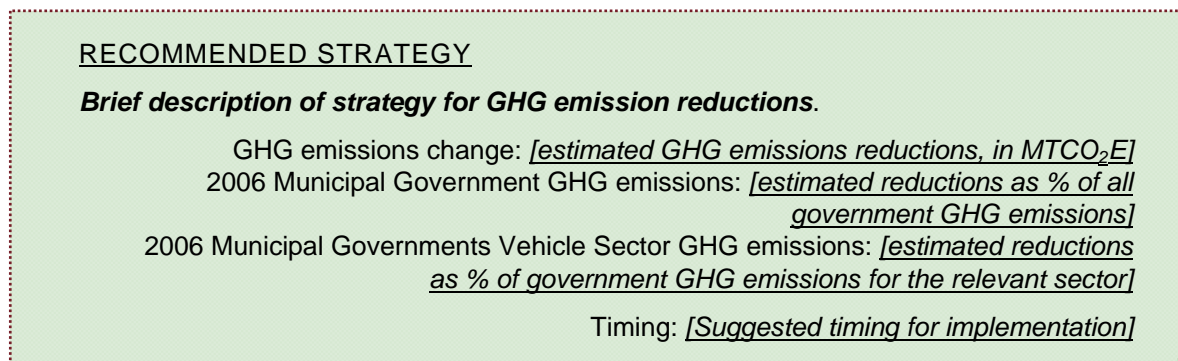 RECOMMENDED STRATEGY
Brief description of strategy for GHG emission reductions.
GHG emissions change: [estimated GHG emissions reductions, in MTCO₂E]
2006 Municipal Government GHG emissions: [estimated reductions as % of all
government GHG emissions]
2006 Municipal Governments Vehicle Sector GHG emissions: [estimated reductions
as % of government GHG emissions for the relevant sector]
Timing: [Suggested timing for implementation]